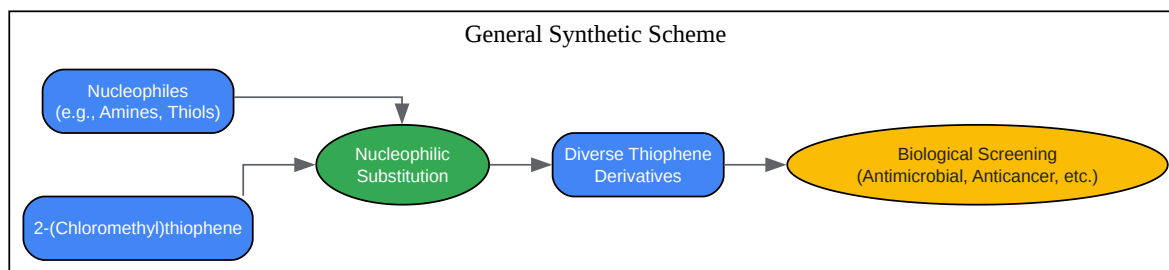 General Synthetic Scheme
Nucleophiles
(e.g., Amines, Thiols)
2-(Chloromethyl)thiophene
Nucleophilic
Substitution
Diverse Thiophene
Derivatives
Biological Screening
(Antimicrobial, Anticancer, etc.)